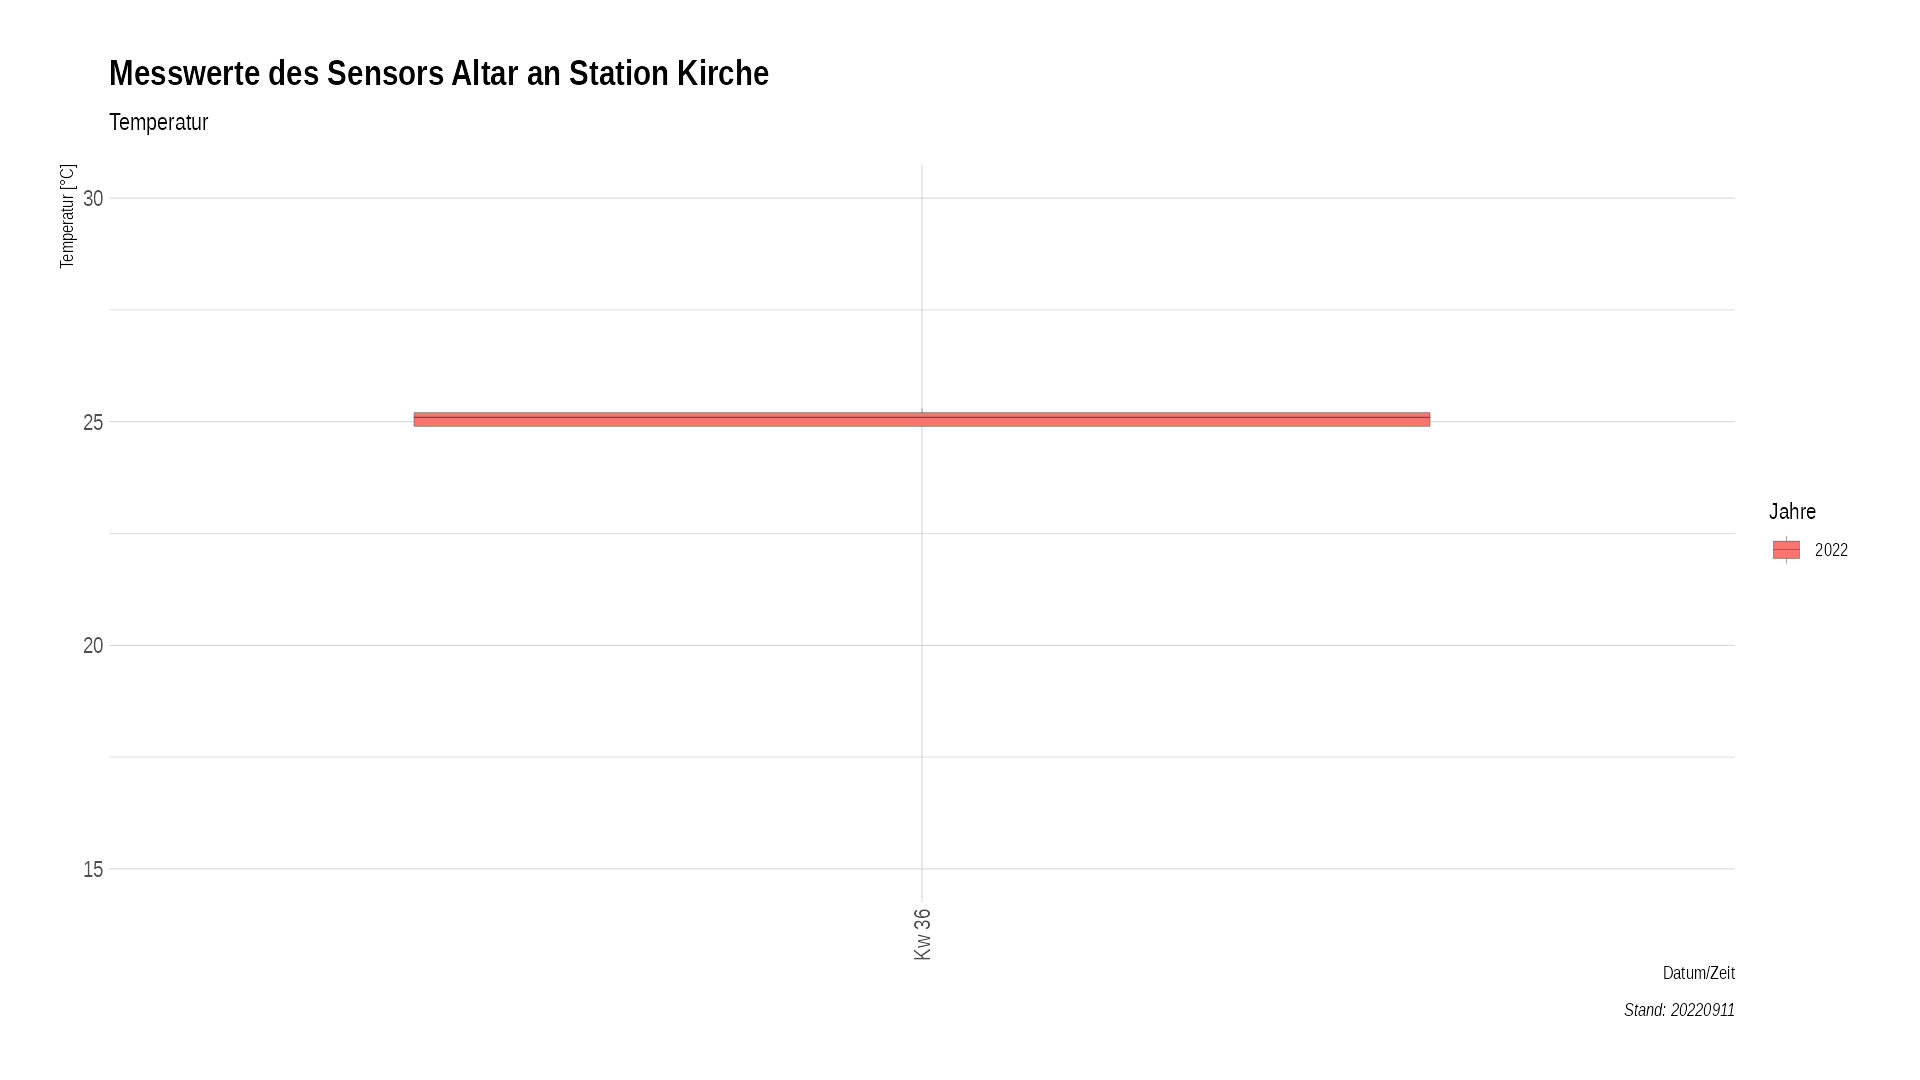 Messwerte des Sensors Altar an Station Kirche
Temperatur
Temperatur [°C]
30
25
20
15
Kw 36
Datum/Zeit
Stand: 20220911
Jahre
2022